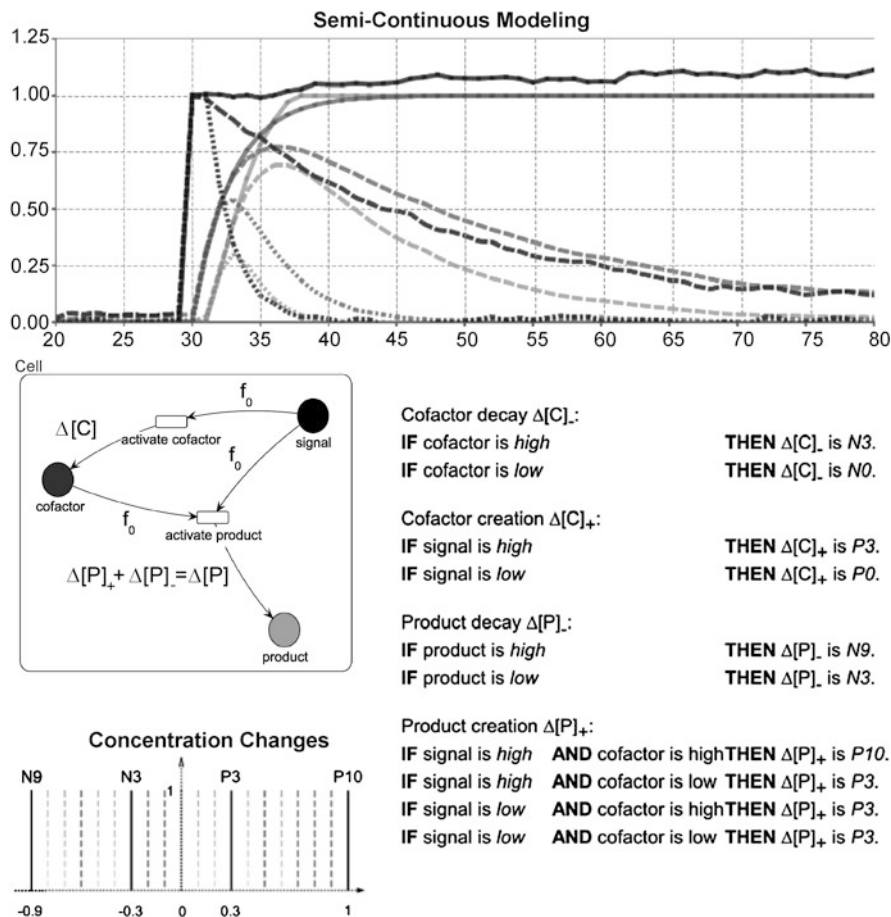 Semi-Continuous Modeling
1.25
1.00
0.75
0.50
0.25
0.00
20 25 30 35 40 45 50 55 60 65 70 75 80
Cell
f0
Δ[C]
activate cofactor
signal
f0
cofactor
f0
activate product
Δ[P]+ + Δ[P]- = Δ[P]
product
Cofactor decay Δ[C]-:
IF cofactor is high THEN Δ[C]- is N3.
IF cofactor is low THEN Δ[C]- is N0.
Cofactor creation Δ[C]+:
IF signal is high THEN Δ[C]+ is P3.
IF signal is low THEN Δ[C]+ is P0.
Product decay Δ[P]-:
IF product is high THEN Δ[P]- is N9.
IF product is low THEN Δ[P]- is N3.
Product creation Δ[P]+:
IF signal is high AND cofactor is high THEN Δ[P]+ is P10.
IF signal is high AND cofactor is low THEN Δ[P]+ is P3.
IF signal is low AND cofactor is high THEN Δ[P]+ is P3.
IF signal is low AND cofactor is low THEN Δ[P]+ is P3.
Concentration Changes
N9 N3 P3 P10
1
-0.9 -0.3 0 0.3 1